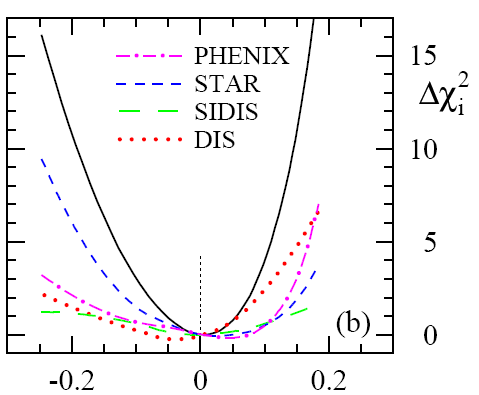 PHENIX
STAR
SIDIS
DIS
15
Δχ²ᵢ
10
5
(b)
0
-0.2 0 0.2